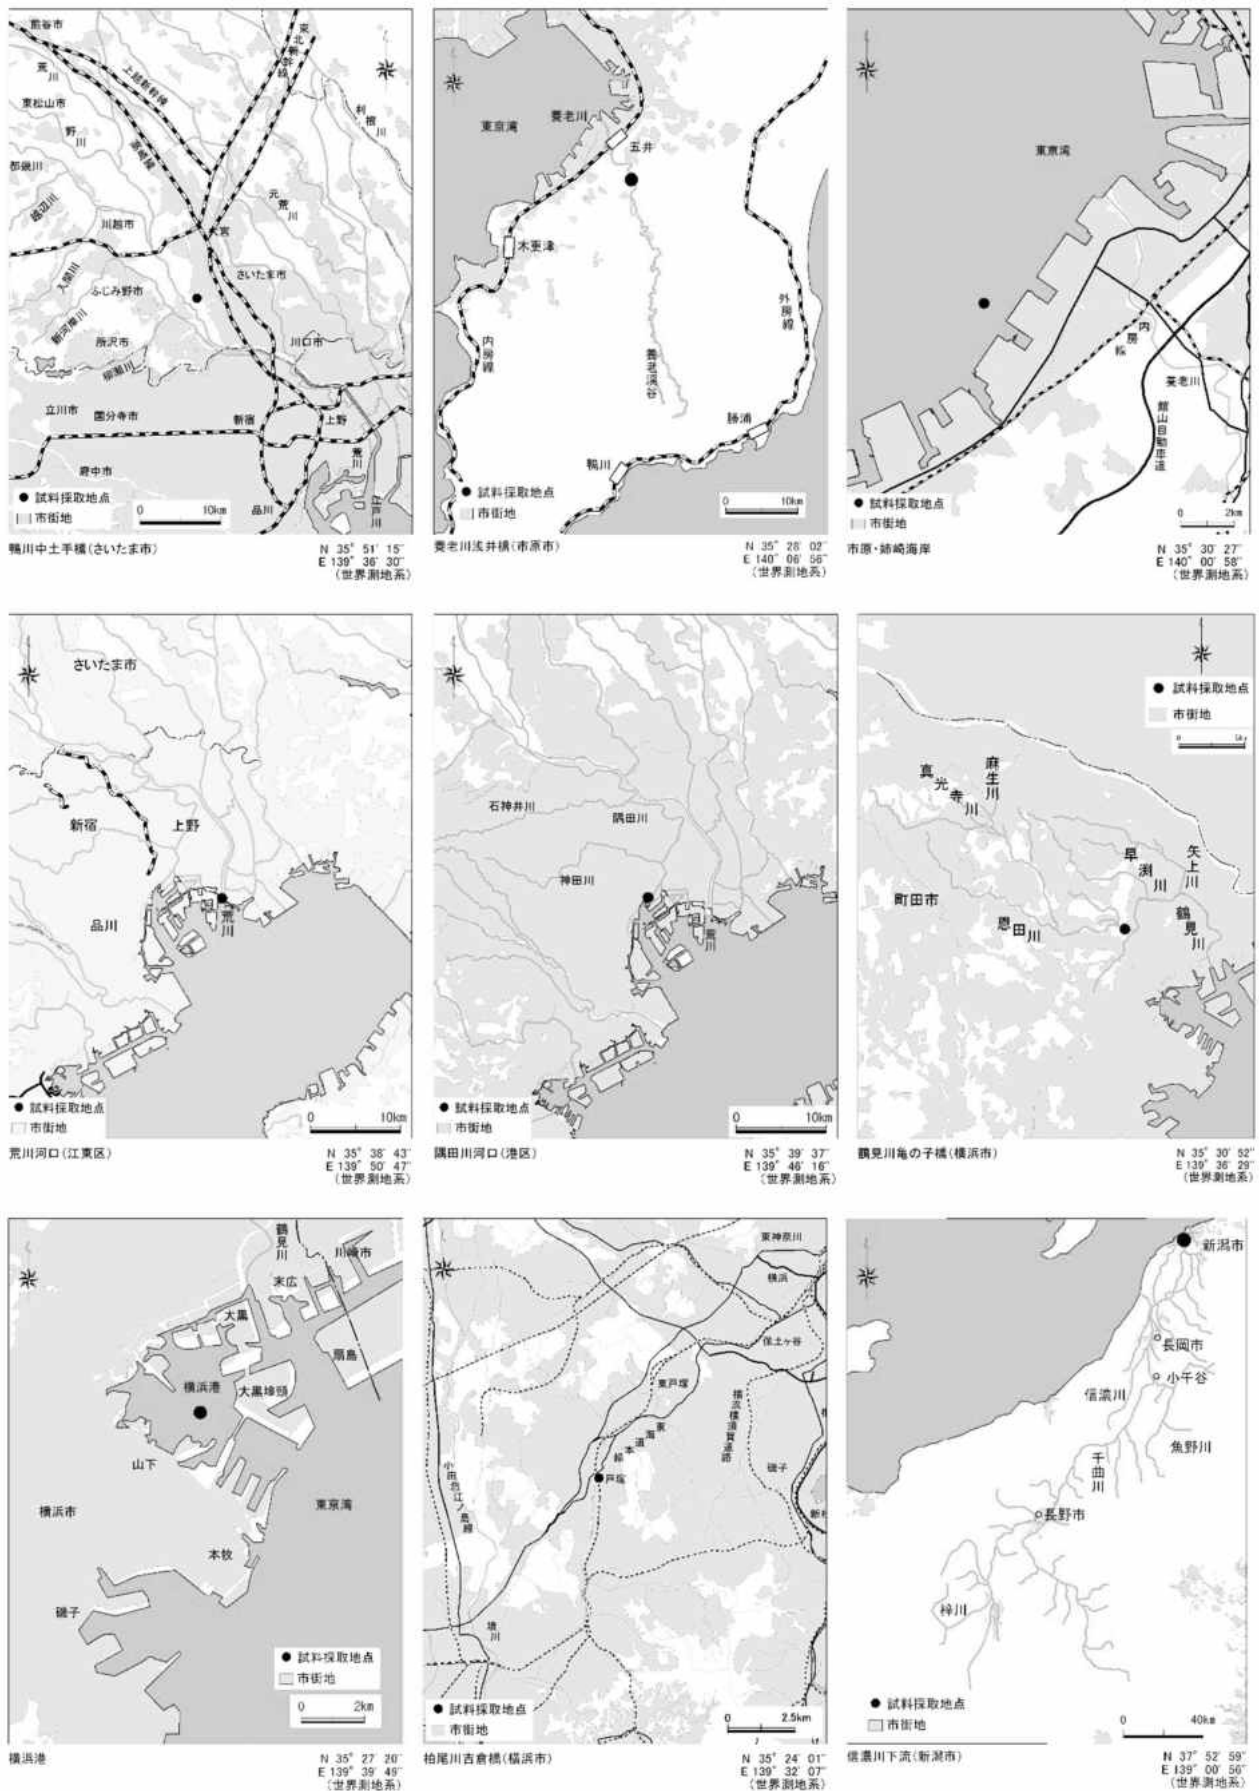 熊谷市
荒川
上越新幹線
東北新幹線
利根川
東松山市
高崎線
都幾川
越辺川
川越市
大宮
元荒川
入間川
ふじみ野市
さいたま市
新河岸川
所沢市
柳瀬川
川口市
立川市
国分寺市
新宿
上野
荒川
府中市
品川
江戸川
試料採取地点
市街地
10km
鴨川中土手橋(さいたま市)
N 35° 51′ 15″
E 139° 36′ 30″
(世界測地系)
東京湾
養老川
五井
木更津
内房線
外房線
養老渓谷
勝浦
鴨川
試料採取地点
市街地
0 10km
養老川浅井橋(市原市)
N 35° 28′ 02″
E 140° 06′ 56″
(世界測地系)
東京湾
内房線
養老川
館山自動車道
試料採取地点
市街地
0 2km
市原・姉崎海岸
N 35° 30′ 27″
E 140° 00′ 58″
(世界測地系)
さいたま市
新宿
上野
品川
荒川
試料採取地点
市街地
0 10km
荒川河口(江東区)
N 35° 38′ 43″
E 139° 50′ 47″
(世界測地系)
石神井川
隅田川
神田川
荒川
試料採取地点
市街地
0 10km
隅田川河口(港区)
N 35° 39′ 37″
E 139° 46′ 16″
(世界測地系)
試料採取地点
市街地
真光寺川
麻生川
早渕川
矢上川
町田市
恩田川
鶴見川
鶴見川亀の子橋(横浜市)
N 35° 30′ 52″
E 139° 36′ 29″
(世界測地系)
鶴見川
川崎市
末広
大黒
扇島
横浜港
大黒埠頭
山下
横浜市
東京湾
本牧
磯子
試料採取地点
市街地
0 2km
横浜港
N 35° 27′ 20″
E 139° 39′ 49″
(世界測地系)
東神奈川
横浜
保土ヶ谷
東戸塚
東海道本線
戸塚
磯子
小田急江ノ島線
境川
試料採取地点
市街地
0 2.5km
柏尾川吉倉橋(横浜市)
N 35° 24′ 01″
E 139° 32′ 07″
(世界測地系)
新潟市
長岡市
小千谷
信濃川
魚野川
千曲川
長野市
梓川
試料採取地点
市街地
0 40km
信濃川下流(新潟市)
N 37° 52′ 59″
E 139° 00′ 56″
(世界測地系)